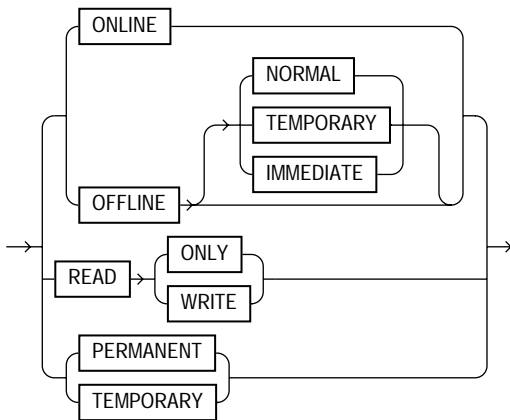 ONLINE
NORMAL
TEMPORARY
IMMEDIATE
OFFLINE
ONLY
READ
WRITE
PERMANENT
TEMPORARY